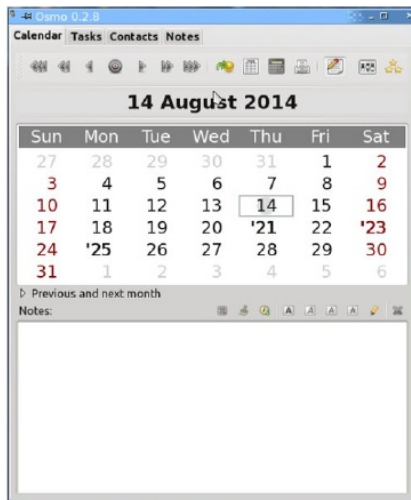 Osmo 0.2.8
Calendar Tasks Contacts Notes
14 August 2014
Sun Mon Tue Wed Thu Fri Sat
27 28 29 30 31 1 2
3 4 5 6 7 8 9
10 11 12 13 14 15 16
17 18 19 20 '21 22 '23
24 '25 26 27 28 29 30
31 1 2 3 4 5 6
Previous and next month
Notes: